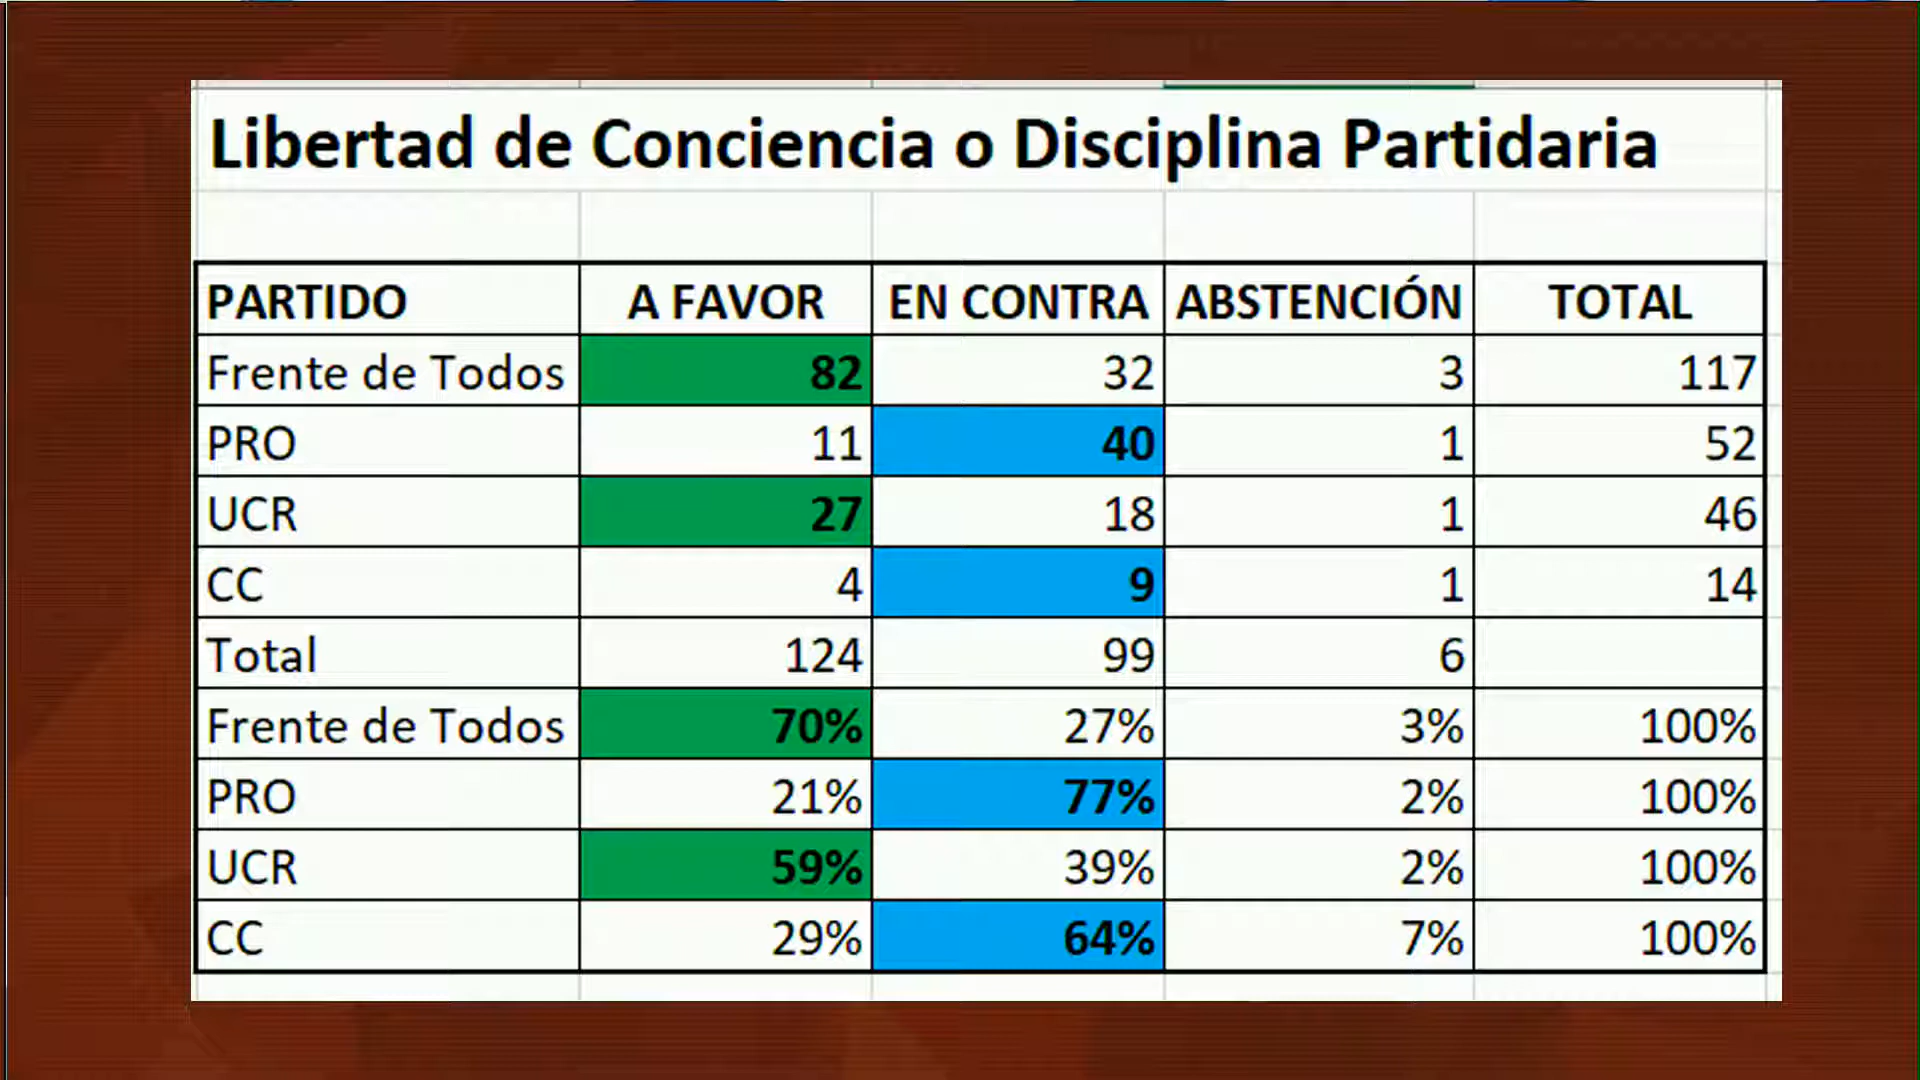 Libertad de Conciencia o Disciplina Partidaria
PARTIDO A FAVOR EN CONTRA ABSTENCIÓN TOTAL
Frente de Todos 82 32 3 117
PRO 11 40 1 52
UCR 27 18 1 46
CC 4 9 1 14
Total 124 99 6
Frente de Todos 70% 27% 3% 100%
PRO 21% 77% 2% 100%
UCR 59% 39% 2% 100%
CC 29% 64% 7% 100%